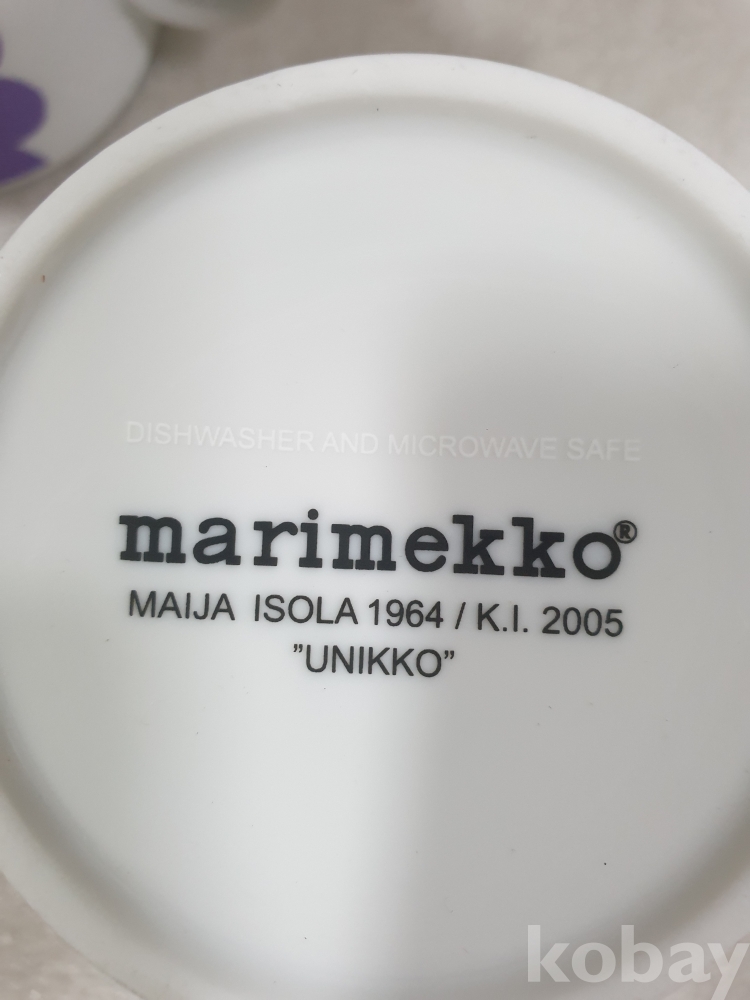 DISHWASHER AND MICROWAVE SAFE
marimekko®
MAIJA ISOLA 1964 / K.I. 2005
”UNIKKO”
kobay